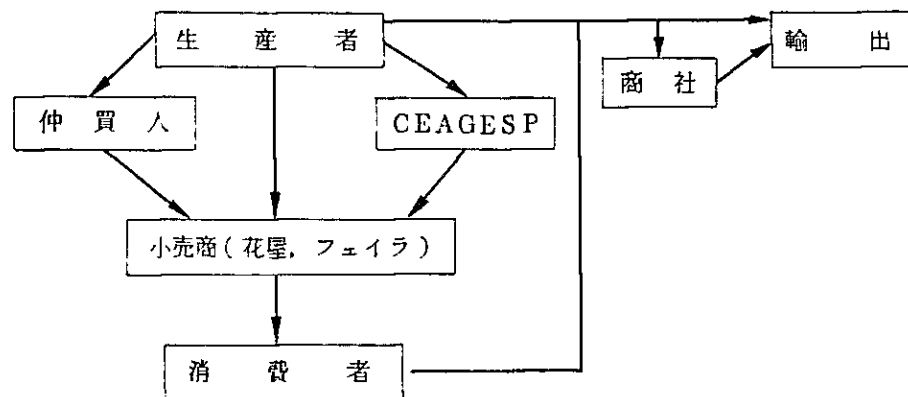 生産者
輸出
商社
仲買人
CEAGESP
小売商(花屋,フェイラ)
消費者